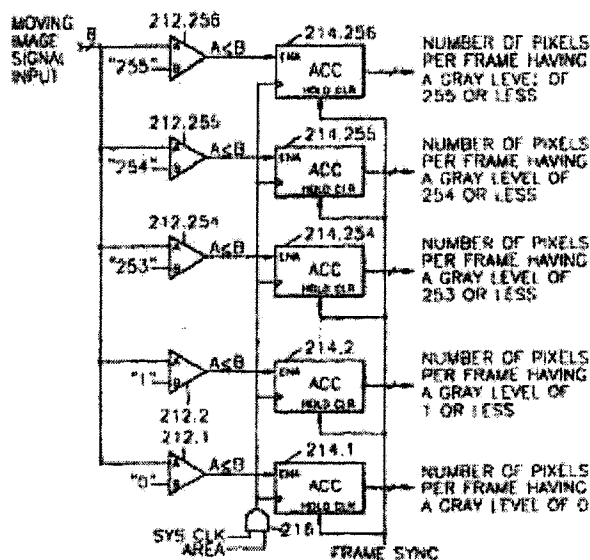 MOVING
IMAGE
SIGNAL
INPUT
8
212.256
A
B
"255"
A≤B
214.256
ENA
ACC
HOLD CLR
NUMBER OF PIXELS
PER FRAME HAVING
A GRAY LEVEL OF
255 OR LESS
212.255
A
B
"254"
A≤B
214.255
ENA
ACC
HOLD CLR
NUMBER OF PIXELS
PER FRAME HAVING
A GRAY LEVEL OF
254 OR LESS
212.254
A
B
"253"
A≤B
214.254
ENA
ACC
HOLD CLR
NUMBER OF PIXELS
PER FRAME HAVING
A GRAY LEVEL OF
253 OR LESS
A
B
"1"
A≤B
212.2
214.2
ENA
ACC
HOLD CLR
NUMBER OF PIXELS
PER FRAME HAVING
A GRAY LEVEL OF
1 OR LESS
212.1
A
B
"0"
A≤B
214.1
ENA
ACC
HOLD CLR
NUMBER OF PIXELS
PER FRAME HAVING
A GRAY LEVEL OF 0
216
SYS CLK
AREA
FRAME SYNC